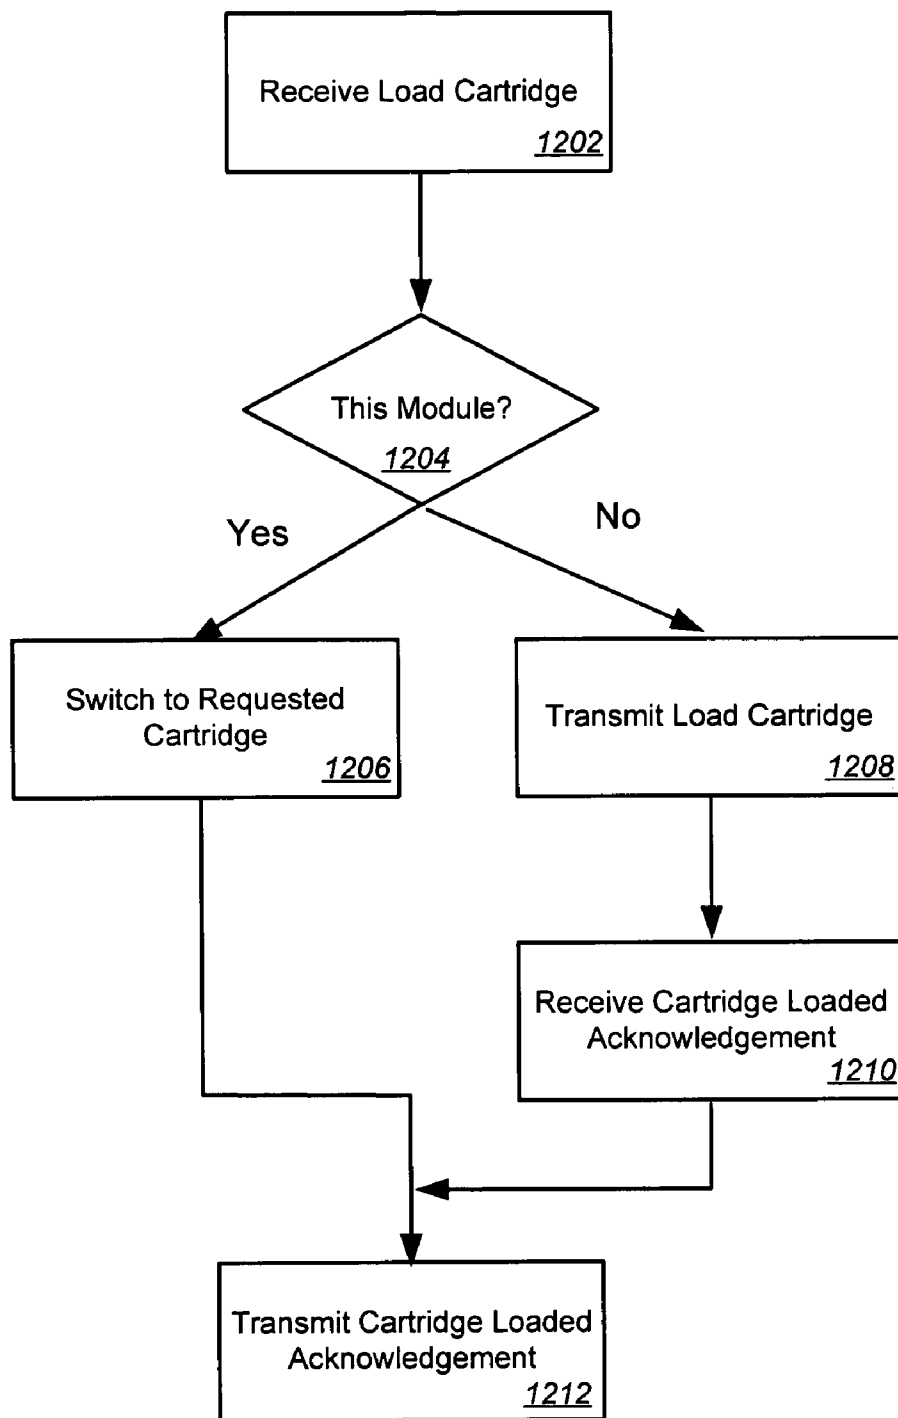 Receive Load Cartridge
1202
This Module?
1204
Yes
No
Switch to Requested
Cartridge
1206
Transmit Load Cartridge
1208
Receive Cartridge Loaded
Acknowledgement
1210
Transmit Cartridge Loaded
Acknowledgement
1212